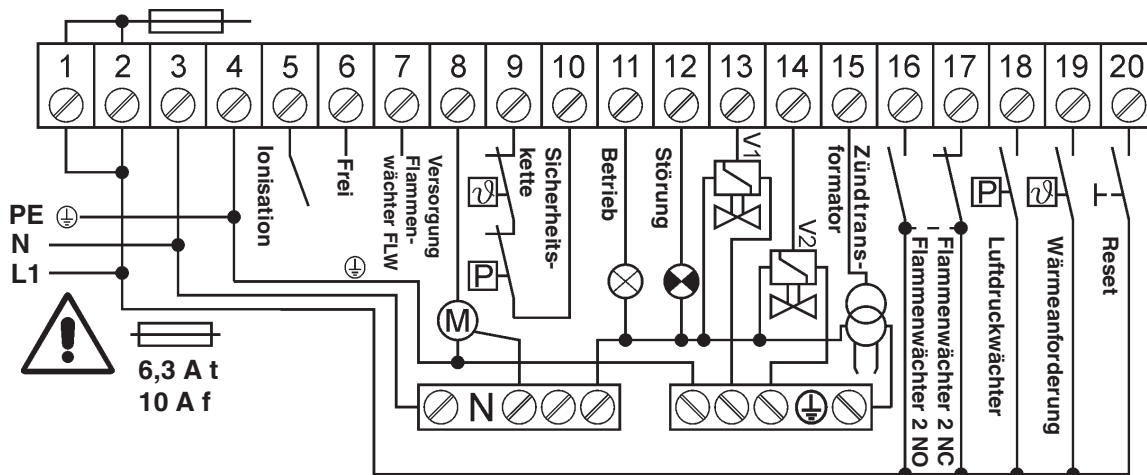 1 2 3 4 5 6 7 8 9 10 11 12 13 14 15 16 17 18 19 20
Ionisation
Frei
Versorgung
Flammen-
wächter FLW
Sicherheits-
kette
Betrieb
Störung
V1
V2
Zündtrans-
formator
Flammenwächter 2 NO
Flammenwächter 2 NC
Luftdruckwächter
Wärmeanforderung
Reset
ϑ
P
P
ϑ
PE
N
L1
M
N
6,3 A t
10 A f